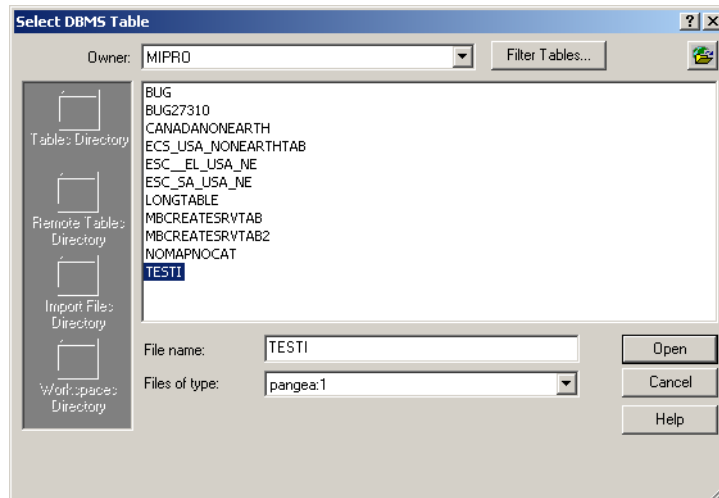 Select DBMS Table
Owner:
MIPRO
Filter Tables...
Tables Directory
Remote Tables
Directory
Import Files
Directory
Workspaces
Directory
BUG
BUG27310
CANADANONEARTH
ECS_USA_NONEARTHTAB
ESC__EL_USA_NE
ESC_SA_USA_NE
LONGTABLE
MBCREATESRVTAB
MBCREATESRVTAB2
NOMAPNOCAT
TESTI
File name:
TESTI
Open
Files of type:
pangea:1
Cancel
Help